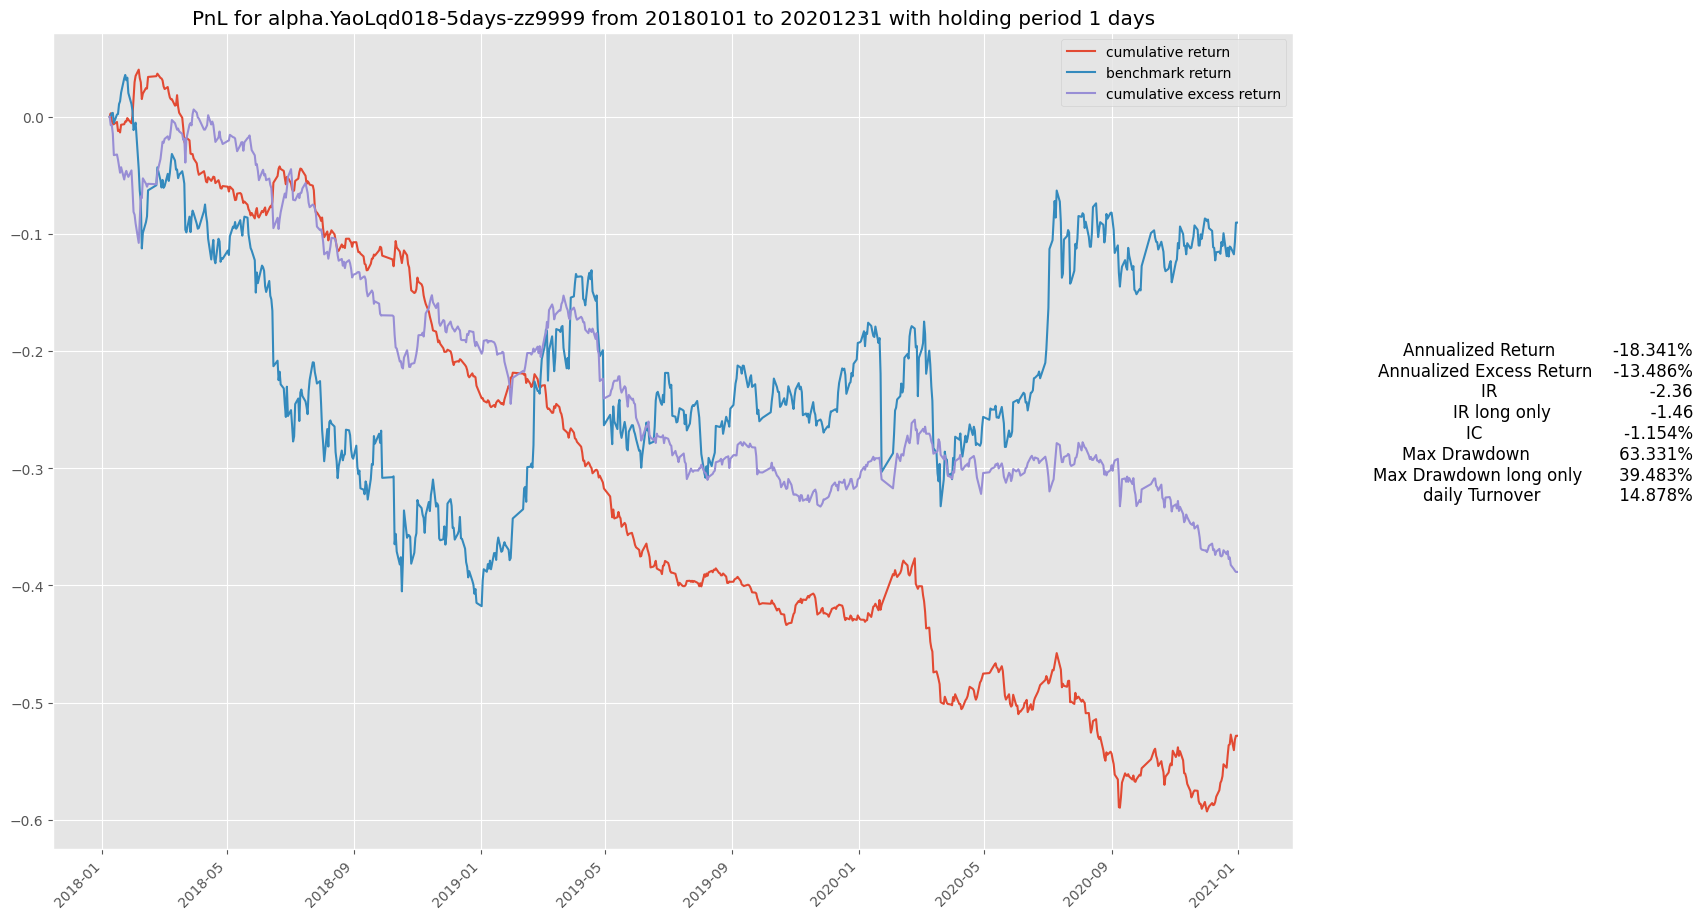 PnL for alpha.YaoLqd018-5days-zz9999 from 20180101 to 20201231 with holding period 1 days
cumulative return
benchmark return
cumulative excess return
0.0
−0.1
−0.2
−0.3
−0.4
−0.5
−0.6
2018-01
2018-05
2018-09
2019-01
2019-05
2019-09
2020-01
2020-05
2020-09
2021-01
Annualized Return -18.341%
Annualized Excess Return -13.486%
IR -2.36
IR long only -1.46
IC -1.154%
Max Drawdown 63.331%
Max Drawdown long only 39.483%
daily Turnover 14.878%